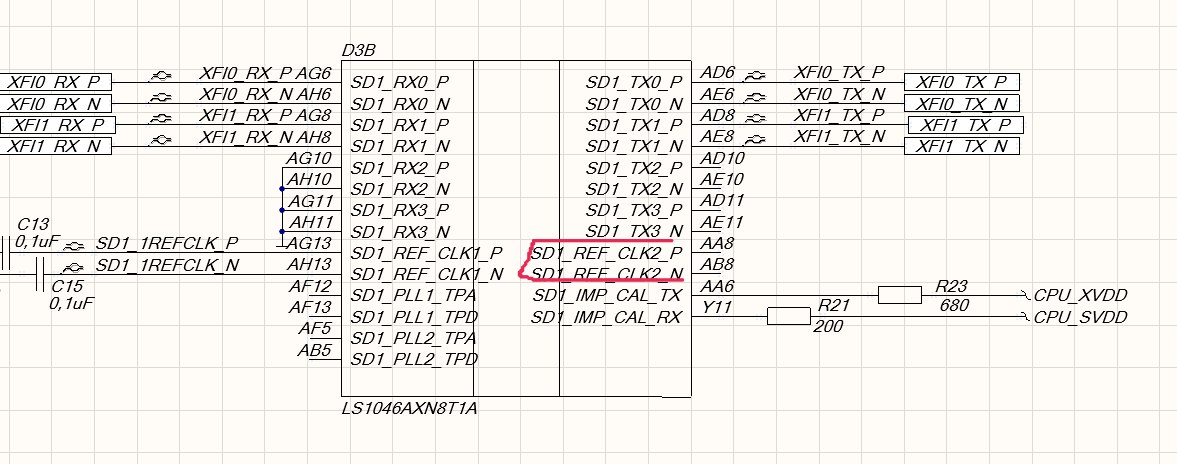 D3B
XFI0_RX_P XFI0_RX_P AG6 SD1_RX0_P SD1_TX0_P AD6 XFI0_TX_P XFI0_TX_P
XFI0_RX_N XFI0_RX_N AH6 SD1_RX0_N SD1_TX0_N AE6 XFI0_TX_N XFI0_TX_N
XFI1_RX_P XFI1_RX_P AG8 SD1_RX1_P SD1_TX1_P AD8 XFI1_TX_P XFI1_TX_P
XFI1_RX_N XFI1_RX_N AH8 SD1_RX1_N SD1_TX1_N AE8 XFI1_TX_N XFI1_TX_N
AG10 SD1_RX2_P SD1_TX2_P AD10
AH10 SD1_RX2_N SD1_TX2_N AE10
AG11 SD1_RX3_P SD1_TX3_P AD11
AH11 SD1_RX3_N SD1_TX3_N AE11
C13
0,1uF SD1_1REFCLK_P AG13 SD1_REF_CLK1_P SD1_REF_CLK2_P AA8
SD1_1REFCLK_N AH13 SD1_REF_CLK1_N SD1_REF_CLK2_N AB8
C15
0,1uF
AF12 SD1_PLL1_TPA SD1_IMP_CAL_TX AA6 R23 680 CPU_XVDD
AF13 SD1_PLL1_TPD SD1_IMP_CAL_RX Y11 R21 200 CPU_SVDD
AF5 SD1_PLL2_TPA
AB5 SD1_PLL2_TPD
LS1046AXN8T1A